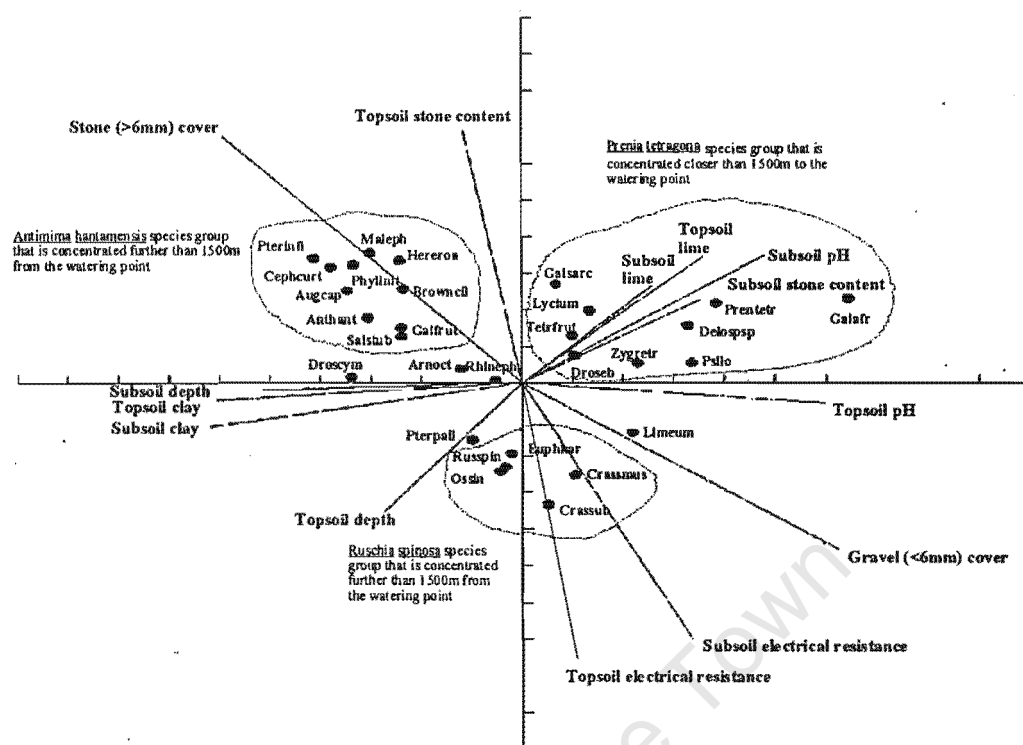 Topsoil stone content
Stone (>6mm) cover
Prenia tetragona species group that is
concentrated closer than 1500m to the
watering point
Antimima hantamensis species group
that is concentrated further than 1500m
from the watering point
Pterinfl
Maleph
Hereroa
Cephcurt
Phyllnit
Augcap
Browncil
Anthant
Galfrut
Salstub
Topsoil
lime
Subsoil
lime
Subsoil pH
Galsarc
Subsoil stone content
Lycium
Prentetr
Galafr
Tetrfrut
Delospsp
Zygretr
Psilo
Droseb
Droscym
Arnoct
Rhineph
Subsoil depth
Topsoil clay
Subsoil clay
Topsoil pH
Pterpall
Limeum
Euphkar
Russpin
Ossin
Crassmus
Crassub
Topsoil depth
Ruschia spinosa species
group that is concentrated
further than 1500m from
the watering point
Gravel (<6mm) cover
Subsoil electrical resistance
Topsoil electrical resistance
Town